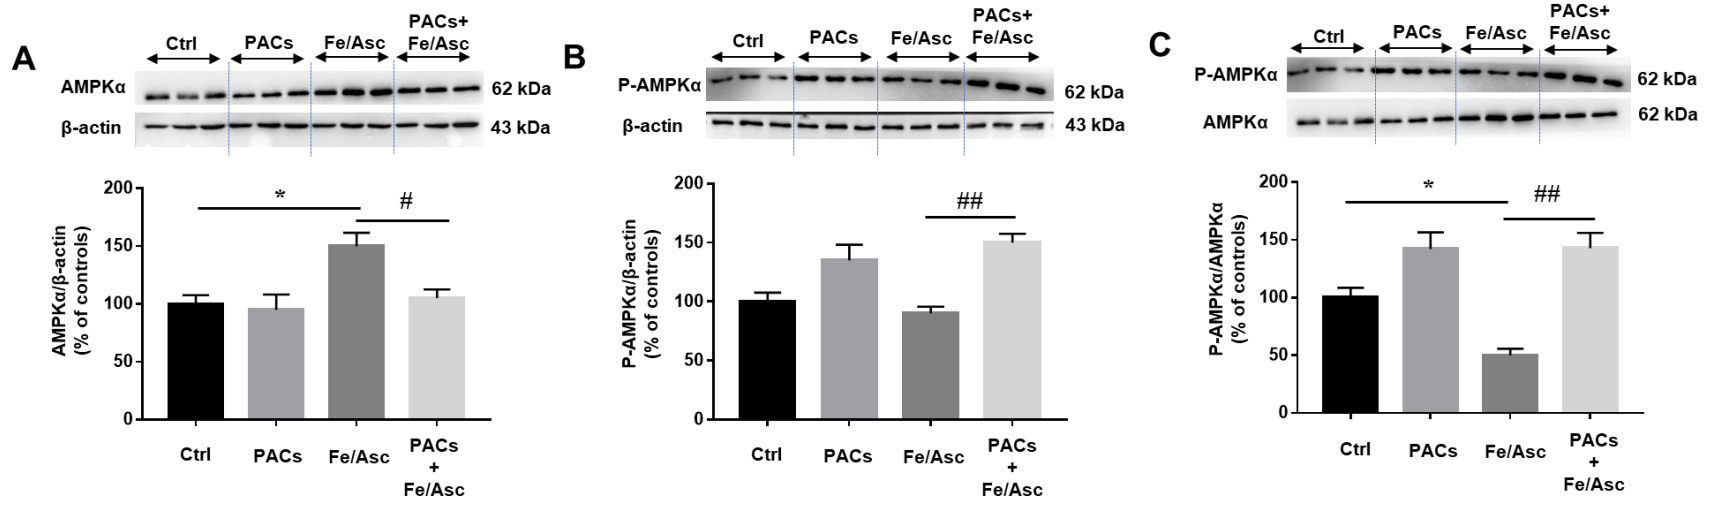 A
Ctrl
PACs
Fe/Asc
PACs+
Fe/Asc
AMPKα
62 kDa
β-actin
43 kDa
200
150
100
50
0
AMPKα/β-actin
(% of controls)
*
#
Ctrl
PACs
Fe/Asc
PACs
+
Fe/Asc
B
Ctrl
PACs
Fe/Asc
PACs+
Fe/Asc
P-AMPKα
62 kDa
β-actin
43 kDa
200
150
100
50
0
P-AMPKα/β-actin
(% of controls)
##
Ctrl
PACs
Fe/Asc
PACs
+
Fe/Asc
C
Ctrl
PACs
Fe/Asc
PACs+
Fe/Asc
P-AMPKα
62 kDa
AMPKα
62 kDa
200
150
100
50
0
P-AMPKα/AMPKα
(% of controls)
*
##
Ctrl
PACs
Fe/Asc
PACs
+
Fe/Asc